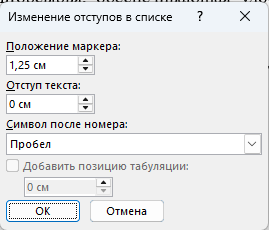 Изменение отступов в списке ? ×
Положение маркера:
1,25 см
Отступ текста:
0 см
Символ после номера:
Пробел
Добавить позицию табуляции:
0 см
ОК Отмена